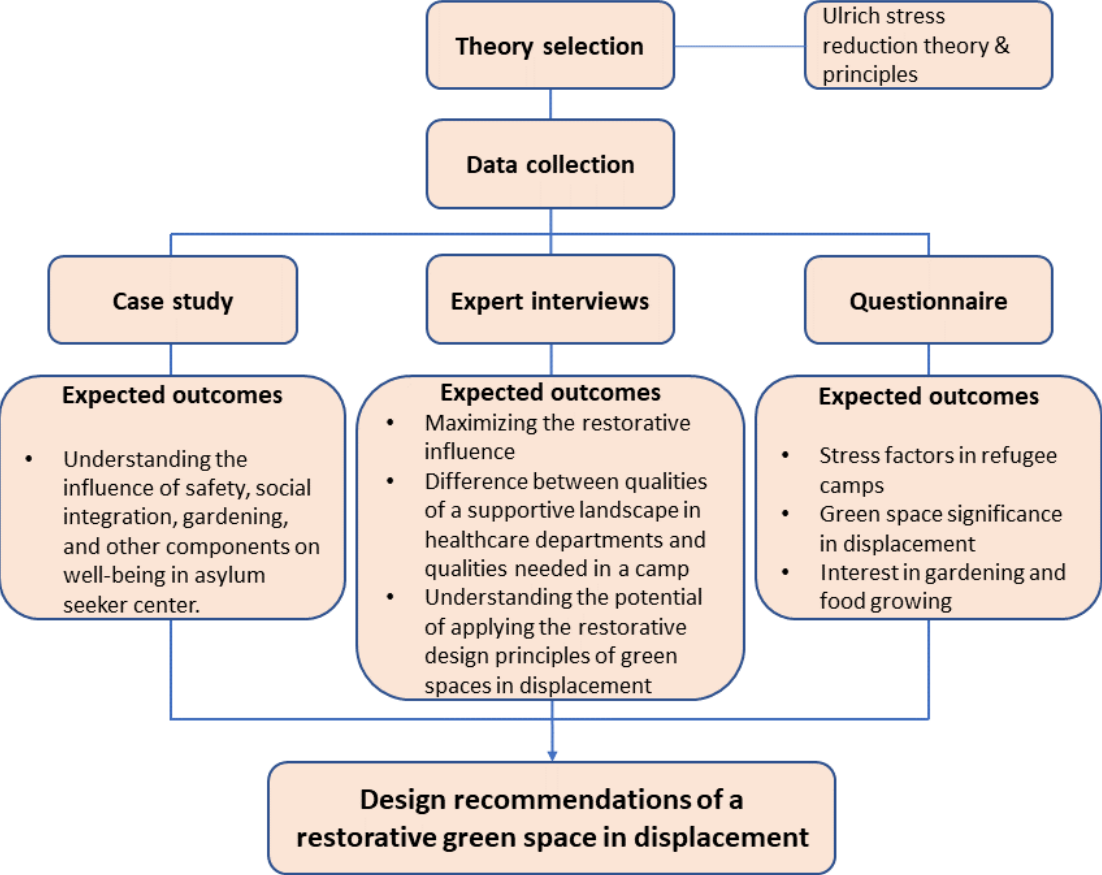 Theory selection
Ulrich stress
reduction theory &
principles
Data collection
Case study
Expert interviews
Questionnaire
Expected outcomes
• Understanding the
influence of safety, social
integration, gardening,
and other components on
well-being in asylum
seeker center.
Expected outcomes
• Maximizing the restorative
influence
• Difference between qualities
of a supportive landscape in
healthcare departments and
qualities needed in a camp
• Understanding the potential
of applying the restorative
design principles of green
spaces in displacement
Expected outcomes
• Stress factors in refugee
camps
• Green space significance
in displacement
• Interest in gardening and
food growing
Design recommendations of a
restorative green space in displacement